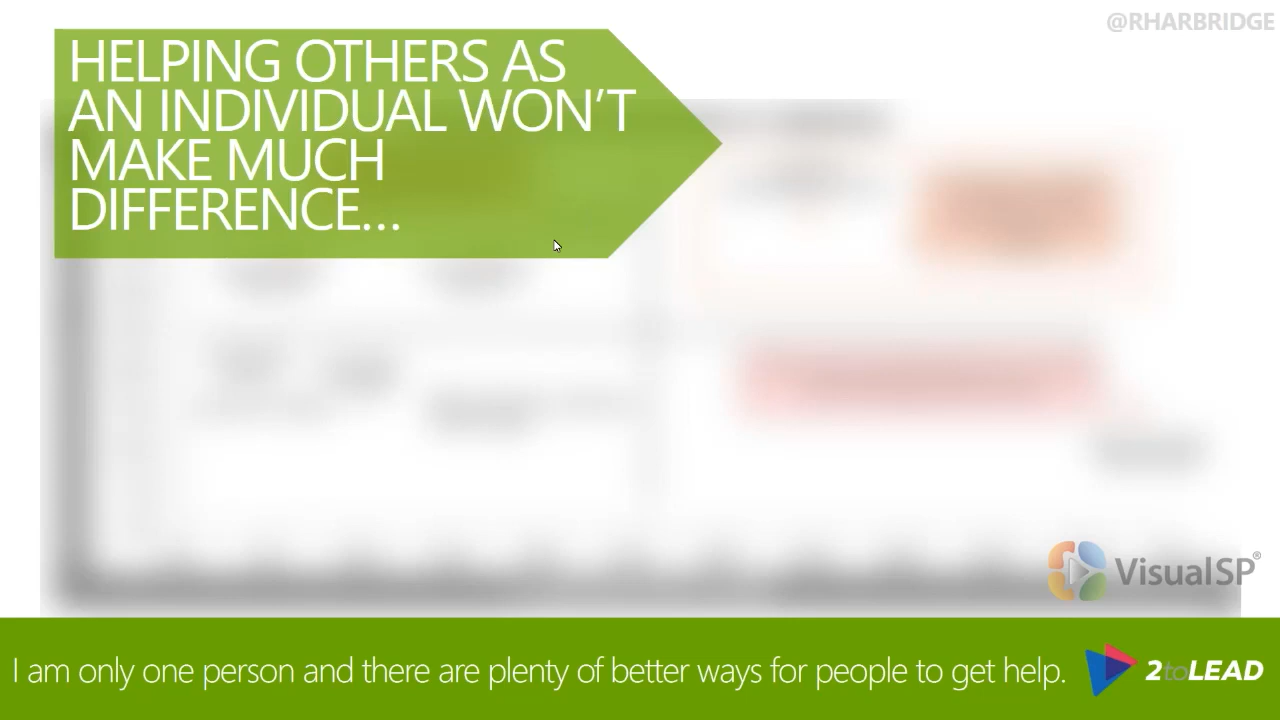 @RHARBRIDGE
HELPING OTHERS AS
AN INDIVIDUAL WON’T
MAKE MUCH
DIFFERENCE…
VisualSP®
I am only one person and there are plenty of better ways for people to get help.
2toLEAD